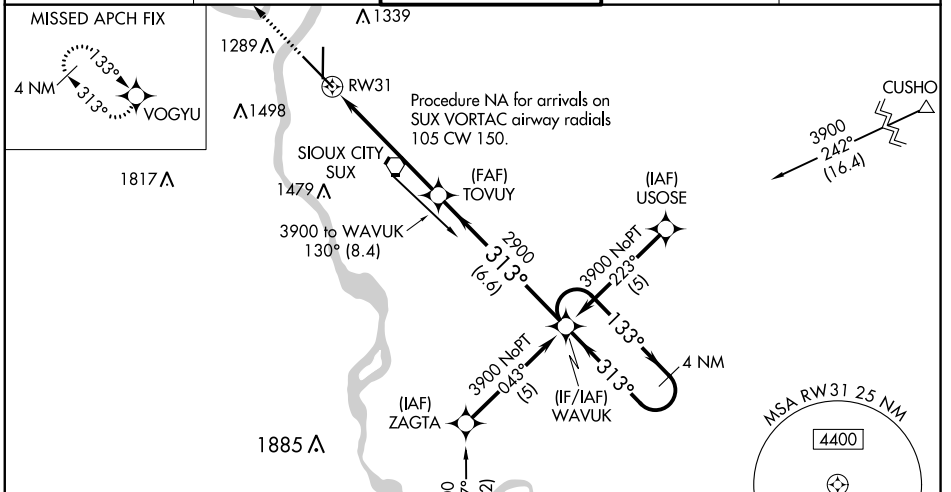 MISSED APCH FIX
133°
4 NM
313°
VOGYU
1339
1289
RW31
1498
Procedure NA for arrivals on
SUX VORTAC airway radials
105 CW 150.
CUSHO
3900
242°
(16.4)
SIOUX CITY
SUX
1817
1479
(FAF)
TOVUY
(IAF)
USOSE
3900 to WAVUK
130° (8.4)
2900
313°
(6.6)
3900 NoPT
223°
(5)
133°
4 NM
313°
3900 NoPT
043°
(5)
(IF/IAF)
WAVUK
(IAF)
ZAGTA
1885
MSA RW31 25 NM
4400